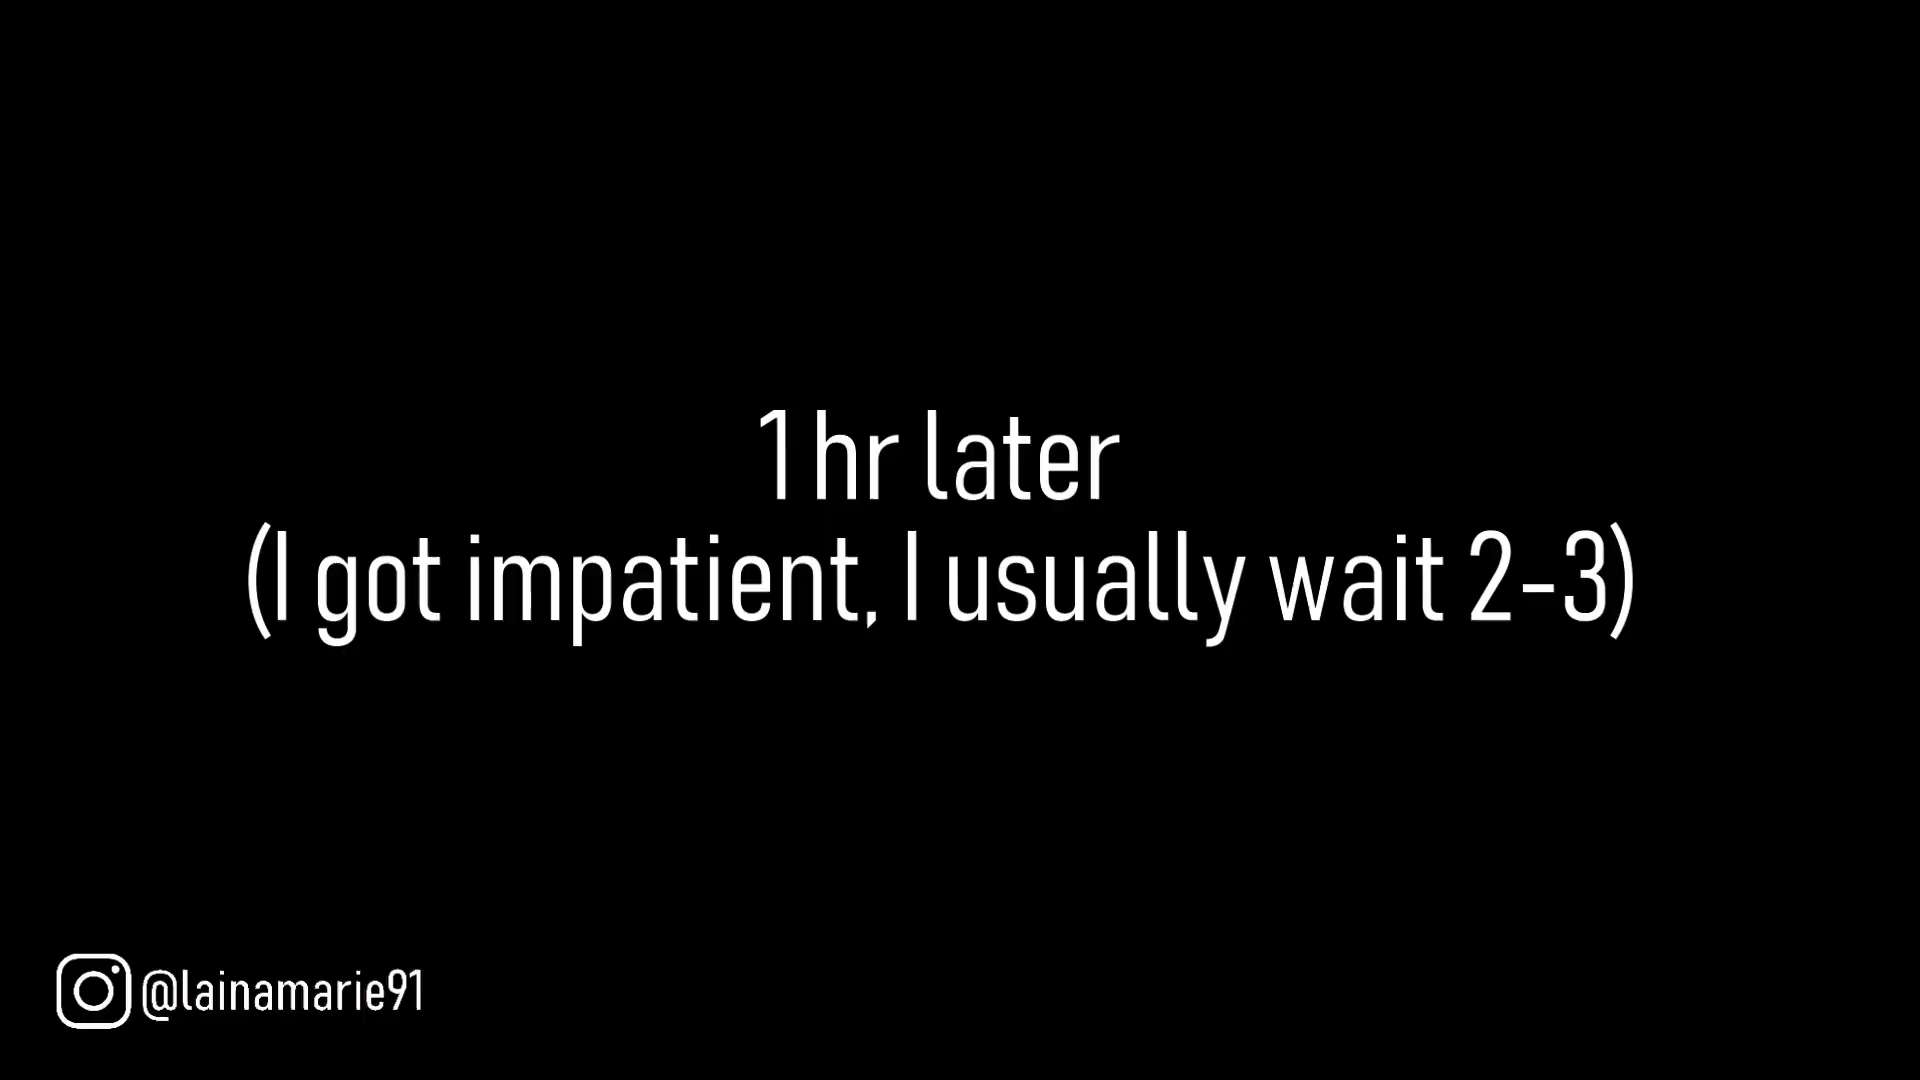 1 hr later
(I got impatient, I usually wait 2-3)
@lainamarie91